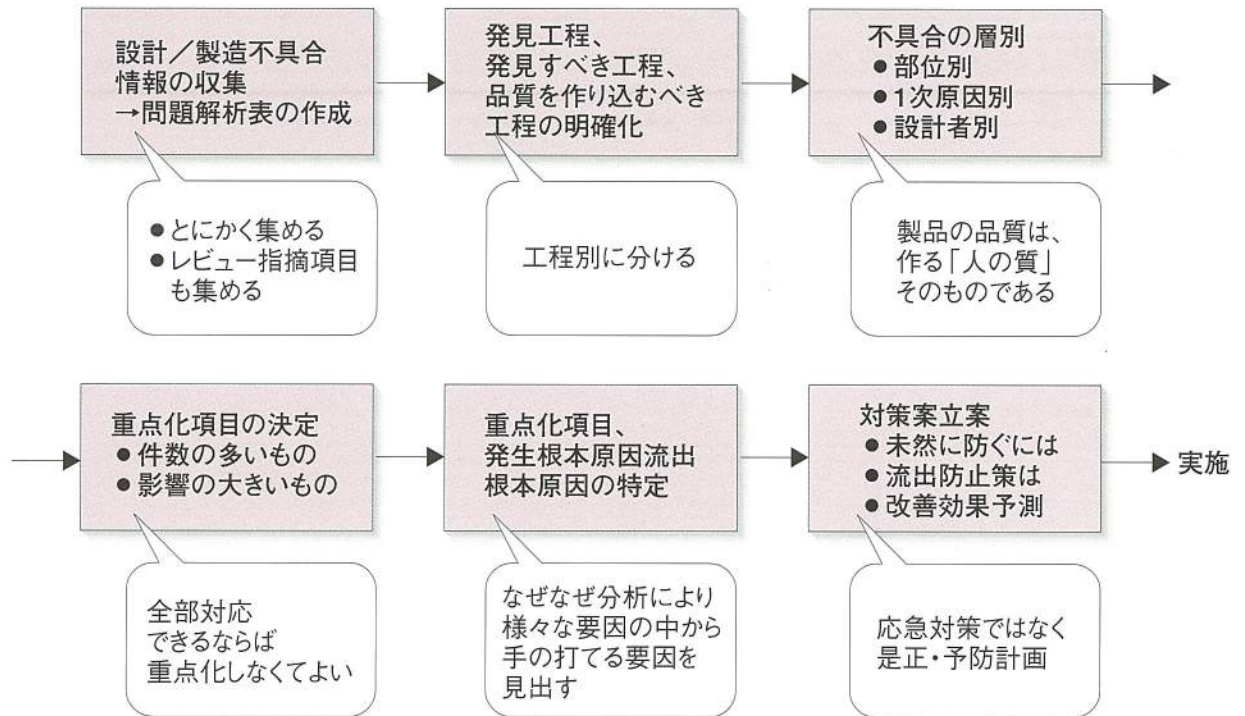 設計／製造不具合
情報の収集
→問題解析表の作成
発見工程、
発見すべき工程、
品質を作り込むべき
工程の明確化
不具合の層別
●部位別
●1次原因別
●設計者別
●とにかく集める
●レビュー指摘項目
も集める
工程別に分ける
製品の品質は、
作る「人の質」
そのものである
重点化項目の決定
●件数の多いもの
●影響の大きいもの
重点化項目、
発生根本原因流出
根本原因の特定
対策案立案
●未然に防ぐには
●流出防止策は
●改善効果予測
実施
全部対応
できるならば
重点化しなくてよい
なぜなぜ分析により
様々な要因の中から
手の打てる要因を
見出す
応急対策ではなく
是正・予防計画